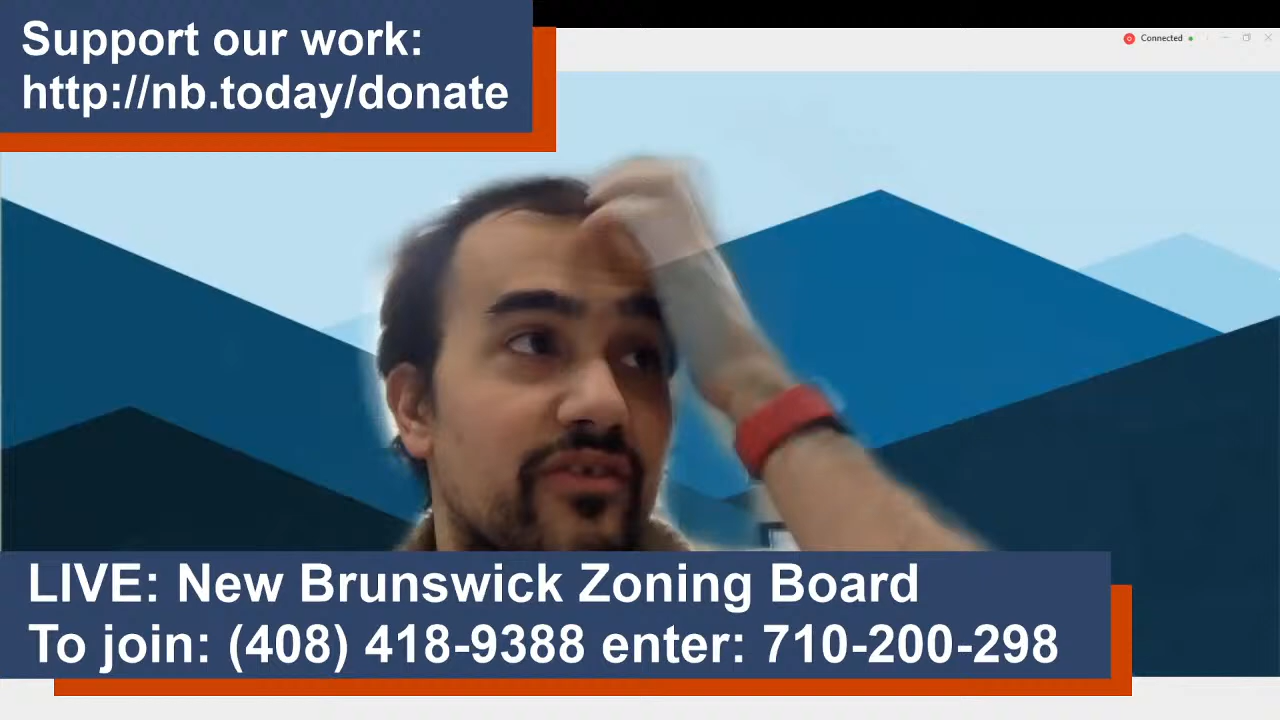 Support our work:
http://nb.today/donate
Connected
LIVE: New Brunswick Zoning Board
To join: (408) 418-9388 enter: 710-200-298